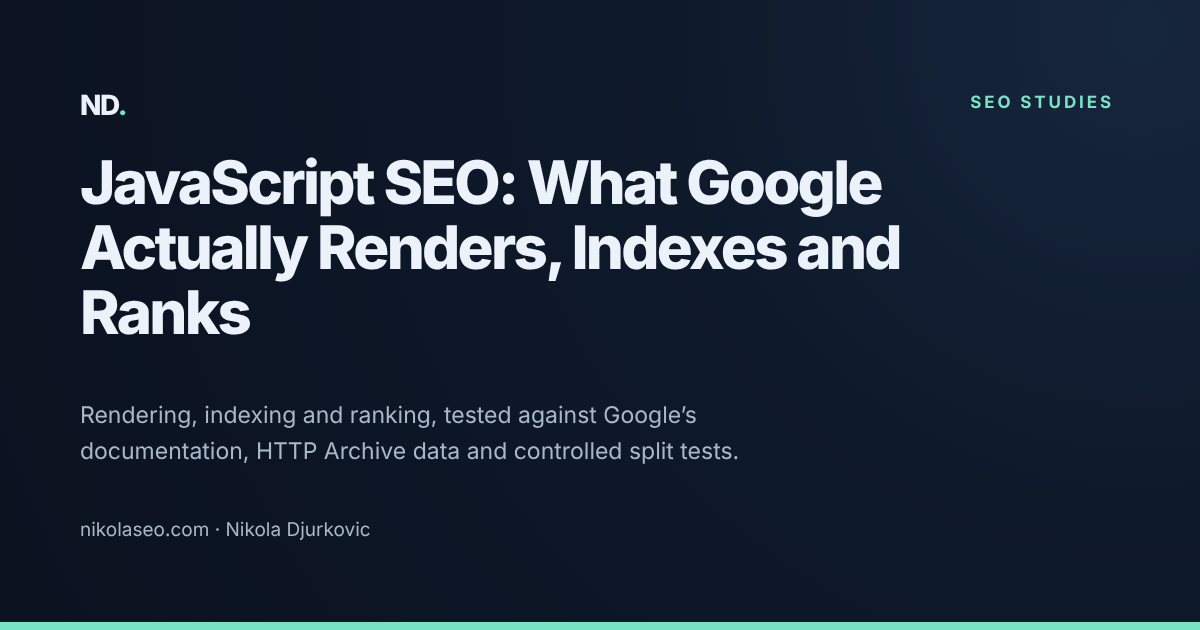 ND.
SEO STUDIES
JavaScript SEO: What Google
Actually Renders, Indexes and
Ranks
Rendering, indexing and ranking, tested against Google’s
documentation, HTTP Archive data and controlled split tests.
nikolaseo.com · Nikola Djurkovic